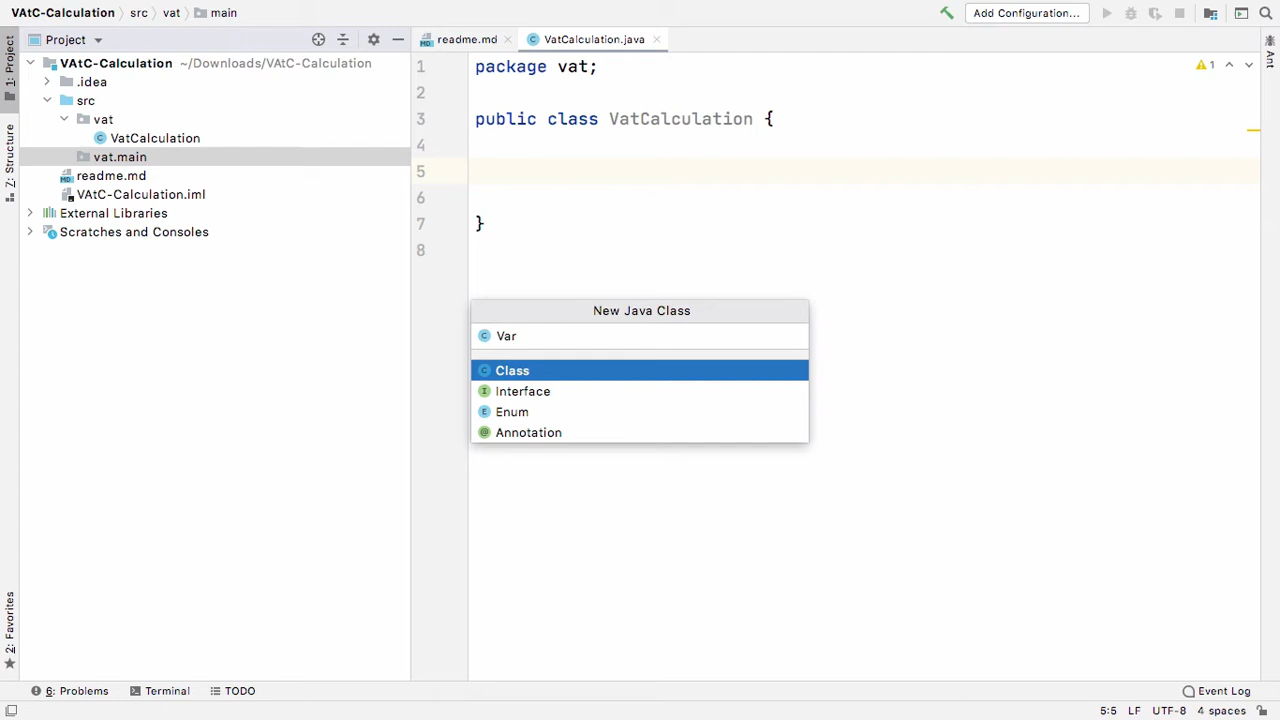 VAtC-Calculation src vat main
Add Configuration...
1: Project
Project
readme.md
VatCalculation.java
VAtC-Calculation ~/Downloads/VAtC-Calculation
.idea
src
vat
VatCalculation
vat.main
readme.md
VAtC-Calculation.iml
External Libraries
Scratches and Consoles
Z: Structure
2: Favorites
1 package vat;
2
3 public class VatCalculation {
4
5
6
7 }
8
1
Ant
New Java Class
Var
Class
Interface
Enum
Annotation
6: Problems Terminal TODO Event Log
5:5 LF UTF-8 4 spaces